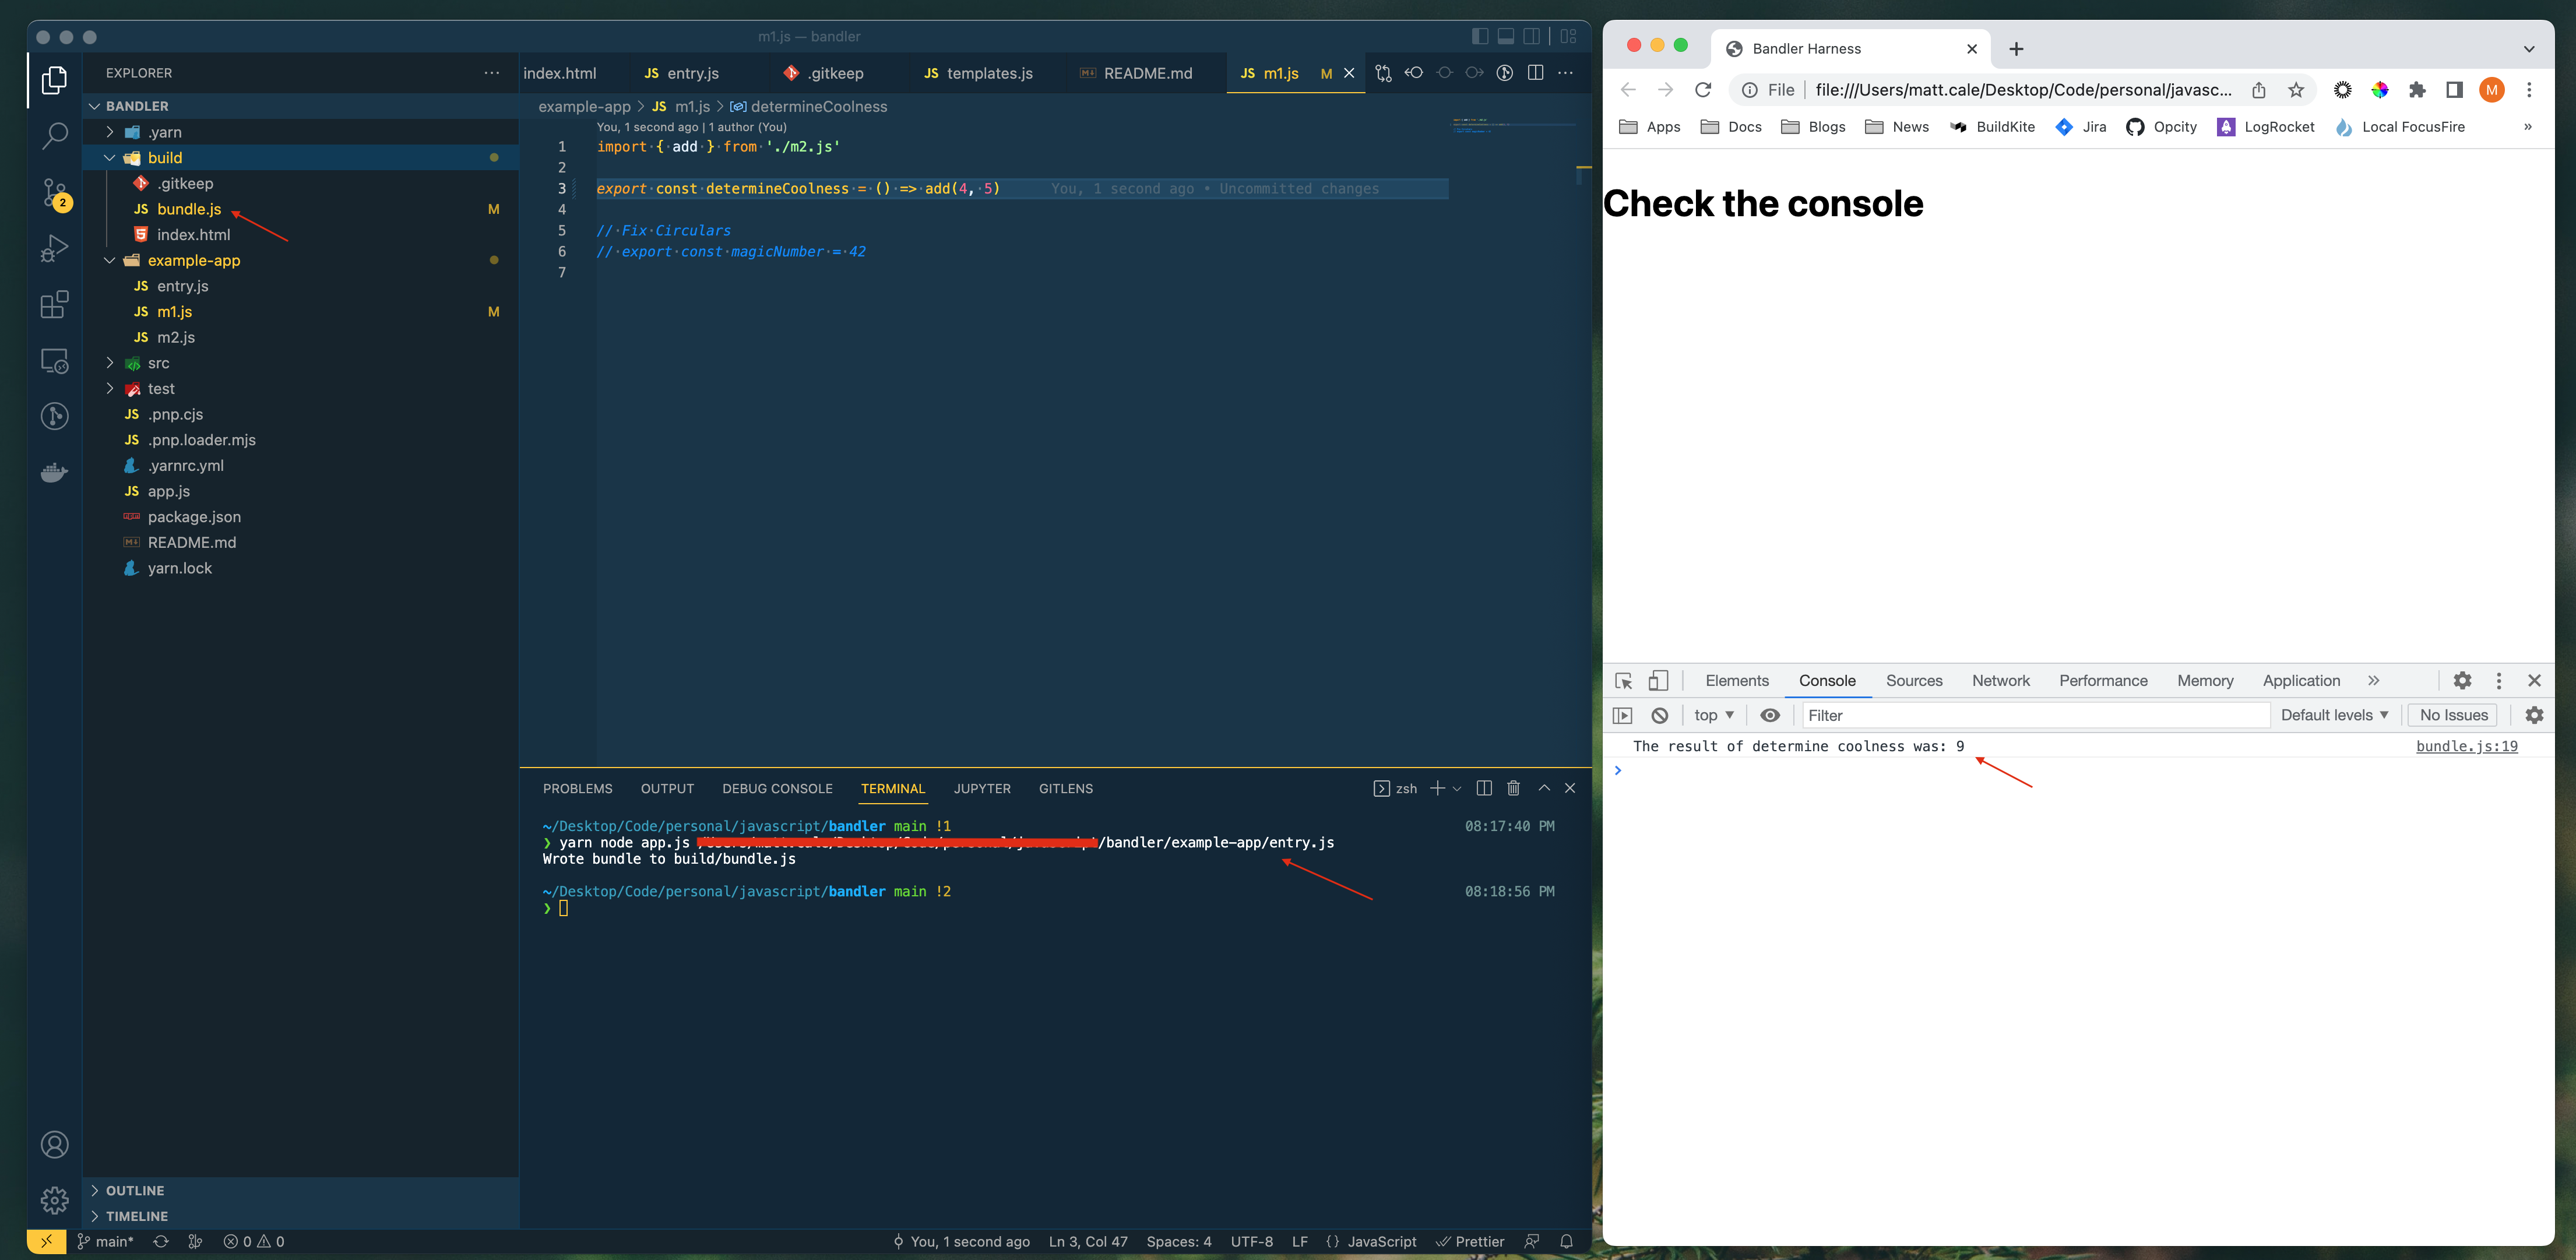 m1.js — bandler
EXPLORER
BANDLER
.yarn
build
.gitkeep
JS bundle.js M
index.html
example-app
JS entry.js
JS m1.js M
JS m2.js
src
test
JS .pnp.cjs
JS .pnp.loader.mjs
.yarnrc.yml
JS app.js
package.json
README.md
yarn.lock
OUTLINE
TIMELINE
2
index.html JS entry.js .gitkeep JS templates.js README.md JS m1.js M
example-app > JS m1.js > determineCoolness
You, 1 second ago | 1 author (You)
1 import { add } from './m2.js'
2
3 export const determineCoolness = () => add(4, 5) You, 1 second ago • Uncommitted changes
4
5 // Fix Circulars
6 // export const magicNumber = 42
7
PROBLEMS OUTPUT DEBUG CONSOLE TERMINAL JUPYTER GITLENS zsh
~/Desktop/Code/personal/javascript/bandler main !1 08:17:40 PM
❯ yarn node app.js /bandler/example-app/entry.js
Wrote bundle to build/bundle.js
~/Desktop/Code/personal/javascript/bandler main !2 08:18:56 PM
❯
main* 0 0 You, 1 second ago Ln 3, Col 47 Spaces: 4 UTF-8 LF {} JavaScript Prettier
Bandler Harness
File file:///Users/matt.cale/Desktop/Code/personal/javasc... M
Apps Docs Blogs News BuildKite Jira Opcity LogRocket Local FocusFire »
Check the console
Elements Console Sources Network Performance Memory Application »
top Filter Default levels No Issues
The result of determine coolness was: 9 bundle.js:19